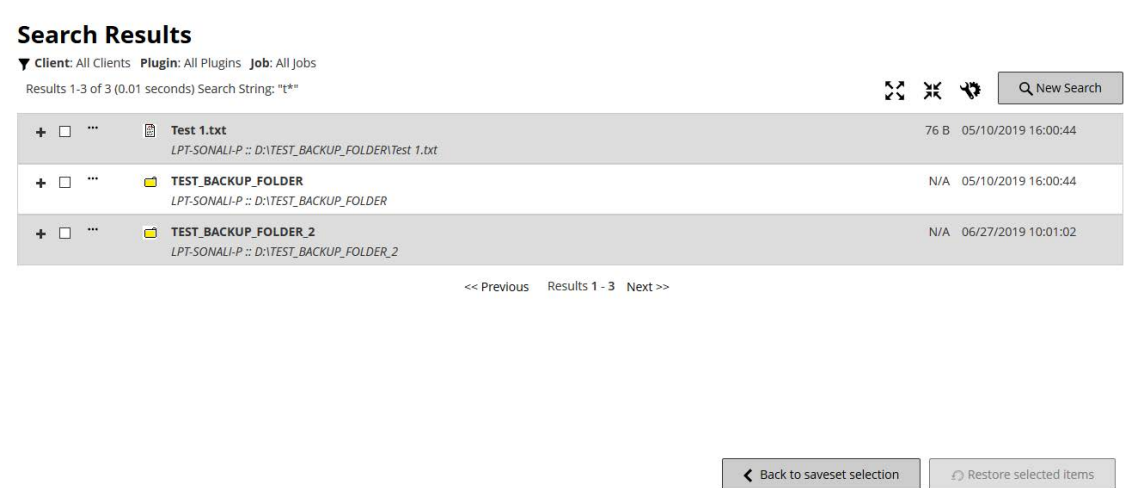 Search Results
Client: All Clients Plugin: All Plugins Job: All Jobs
Results 1-3 of 3 (0.01 seconds) Search String: "t*"
New Search
Test 1.txt 76 B 05/10/2019 16:00:44
LPT-SONALI-P :: D:\TEST_BACKUP_FOLDER\Test 1.txt
TEST_BACKUP_FOLDER N/A 05/10/2019 16:00:44
LPT-SONALI-P :: D:\TEST_BACKUP_FOLDER
TEST_BACKUP_FOLDER_2 N/A 06/27/2019 10:01:02
LPT-SONALI-P :: D:\TEST_BACKUP_FOLDER_2
<< Previous Results 1 - 3 Next >>
Back to saveset selection Restore selected items